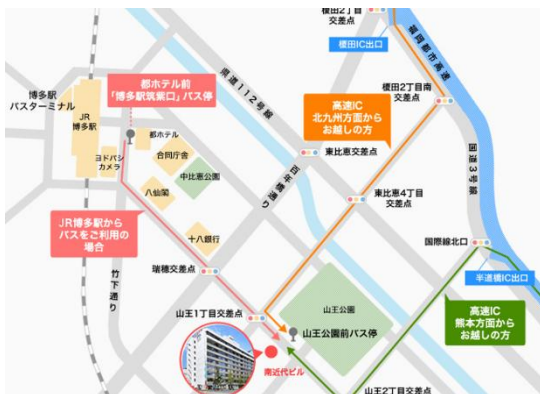 榎田2丁目
交差点
榎田IC出口
福岡都市高速
都ホテル前
「博多駅筑紫口」バス停
博多駅
バスターミナル
JR
博多駅
都ホテル
ヨドバシ
カメラ
合同庁舎
中比恵公園
八仙閣
十八銀行
県道112号線
高速IC
北九州方面から
お越しの方
榎田2丁目南
交差点
東比恵交差点
百年橋通り
東比恵4丁目
交差点
国道3号線
国際線北口
半道橋IC出口
JR博多駅から
バスをご利用の
場合
竹下通り
瑞穂交差点
山王1丁目交差点
山王公園
山王公園前バス停
高速IC
熊本方面から
お越しの方
南近代ビル
山王2丁目交差点